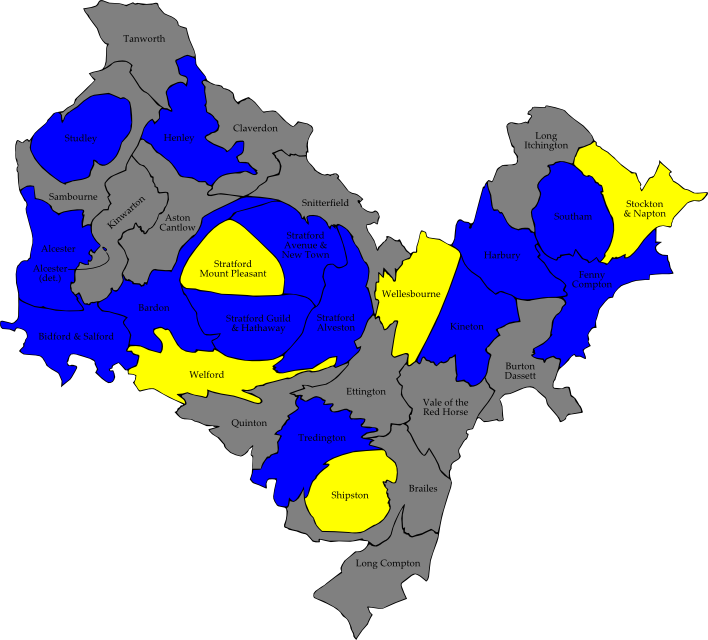 Tanworth
Studley
Henley
Claverdon
Long
Itchington
Sambourne
Kinwarton
Aston
Cantlow
Snitterfield
Southam
Stockton
& Napton
Alcester
Alcester
(det.)
Stratford
Avenue &
New Town
Stratford
Mount Pleasant
Harbury
Fenny
Compton
Wellesbourne
Bardon
Stratford Guild
& Hathaway
Stratford
Alveston
Kineton
Bidford & Salford
Welford
Burton
Dassett
Ettington
Vale of the
Red Horse
Quinton
Tredington
Shipston
Brailes
Long Compton